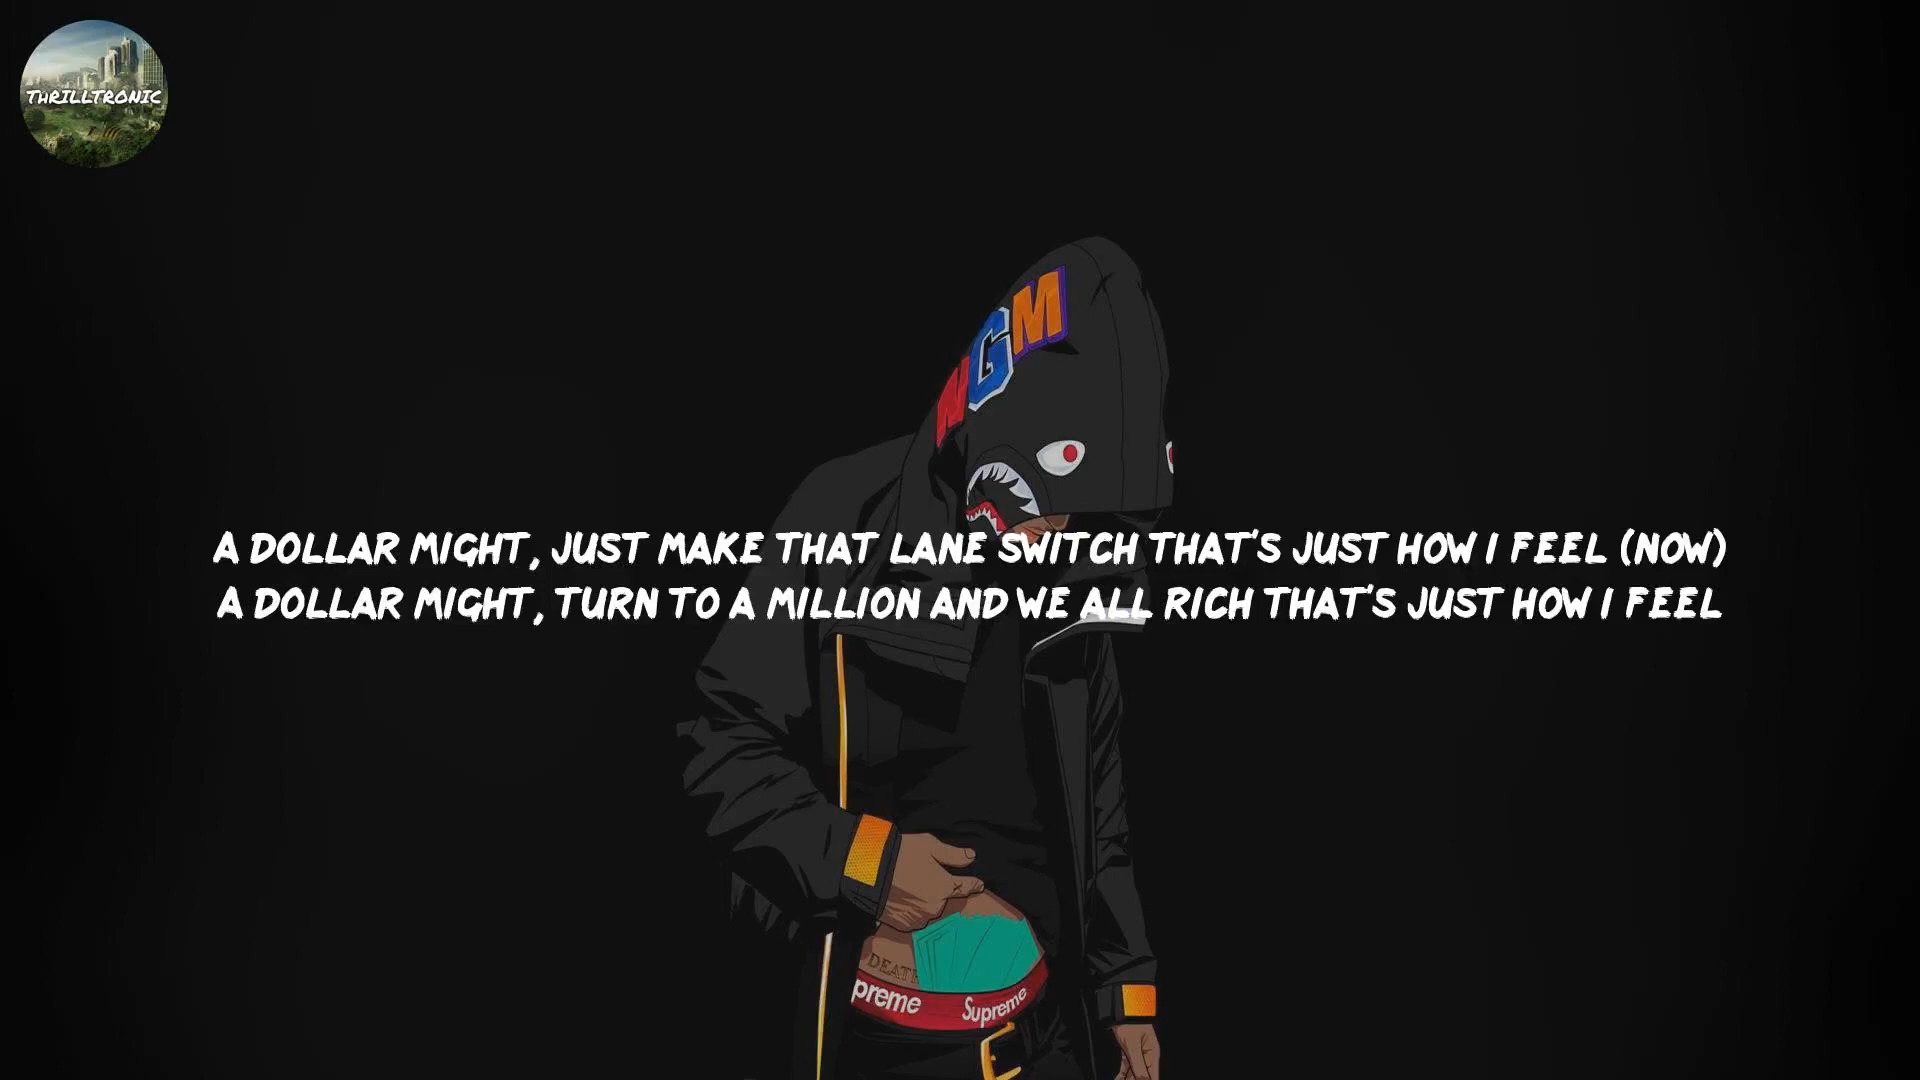 THRILLTRONIC
NGM
A DOLLAR MIGHT, JUST MAKE THAT LANE SWITCH THAT'S JUST HOW I FEEL (NOW)
A DOLLAR MIGHT, TURN TO A MILLION AND WE ALL RICH THAT'S JUST HOW I FEEL
DEATH
preme Supreme